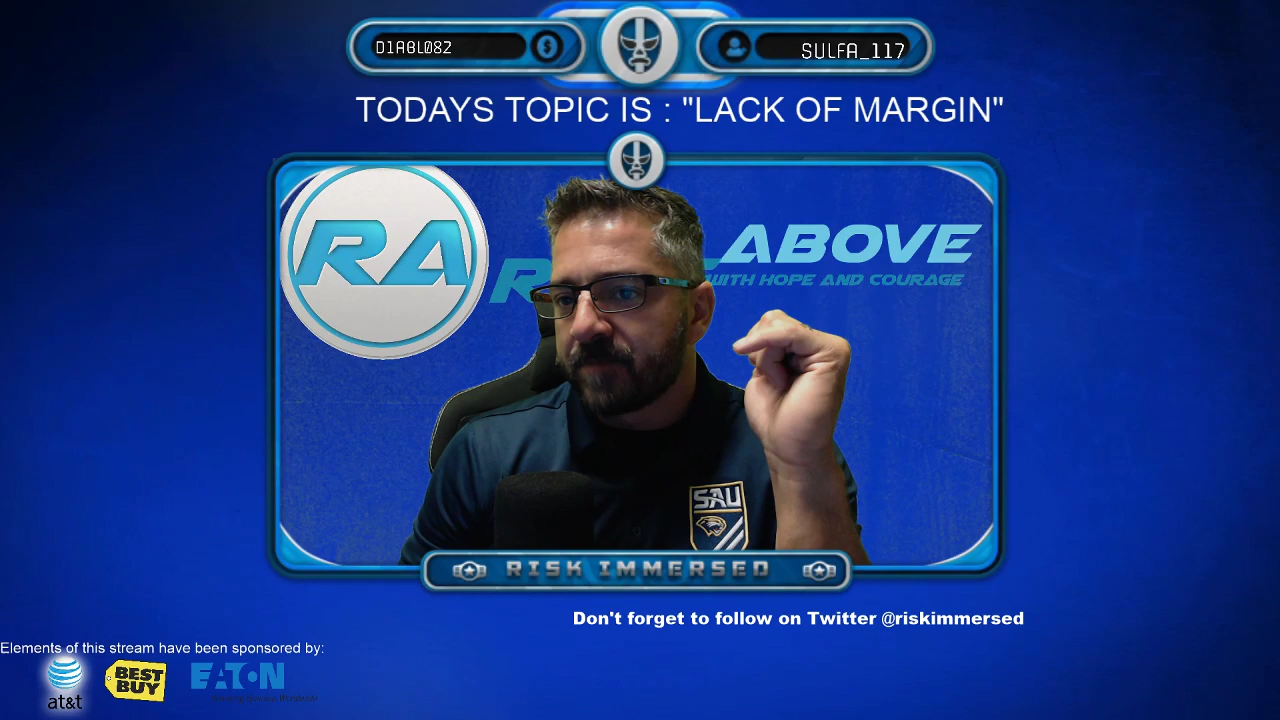 D1ABL082
SULFA_117
TODAYS TOPIC IS : "LACK OF MARGIN"
RA
ABOVE
WITH HOPE AND COURAGE
SAU
RISK IMMERSED
Don't forget to follow on Twitter @riskimmersed
Elements of this stream have been sponsored by:
at&t
BEST
BUY
EATON